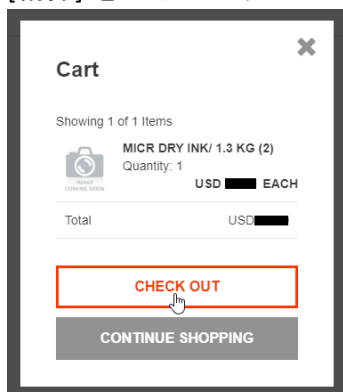 Cart
Showing 1 of 1 Items
MICR DRY INK/ 1.3 KG (2)
Quantity: 1
USD EACH
IMAGE
COMING SOON
Total USD
CHECK OUT
CONTINUE SHOPPING